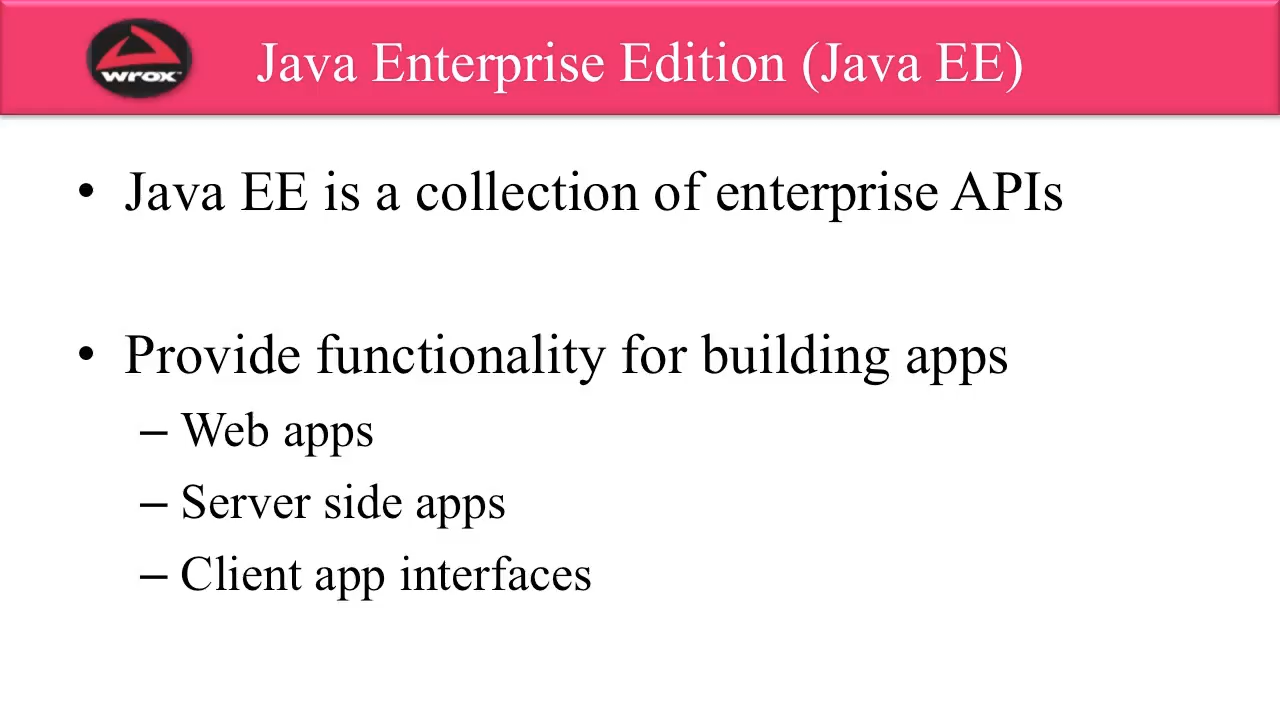 wrox™
Java Enterprise Edition (Java EE)
• Java EE is a collection of enterprise APIs
• Provide functionality for building apps
– Web apps
– Server side apps
– Client app interfaces